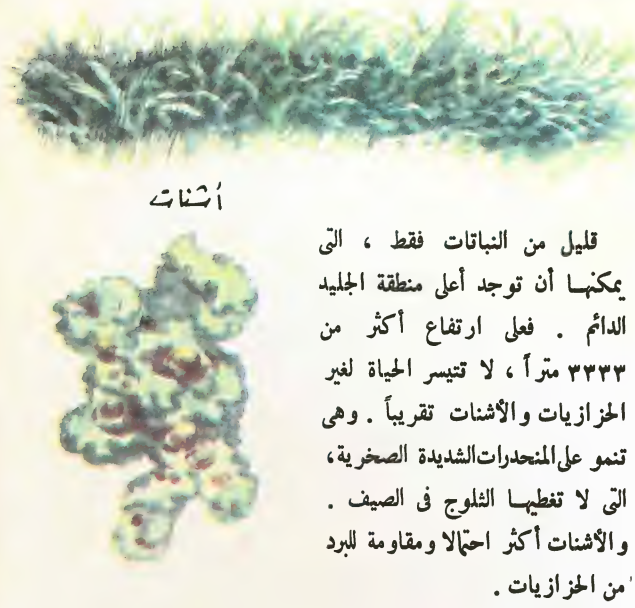 أشنات
قليل من النباتات فقط ، التى
يمكنها أن توجد أعلى منطقة الجليد
الدائم . فعلى ارتفاع أكثر من
٣٣٣٣ متراً ، لا تتيسر الحياة لغير
الحزازيات والأشنات تقريباً . وهى
تنمو على المنحدرات الشديدة الصخرية ،
التى لا تغطيها الثلوج فى الصيف .
والأشنات أكثر احتمالا ومقاومة للبرد
من الحزازيات .